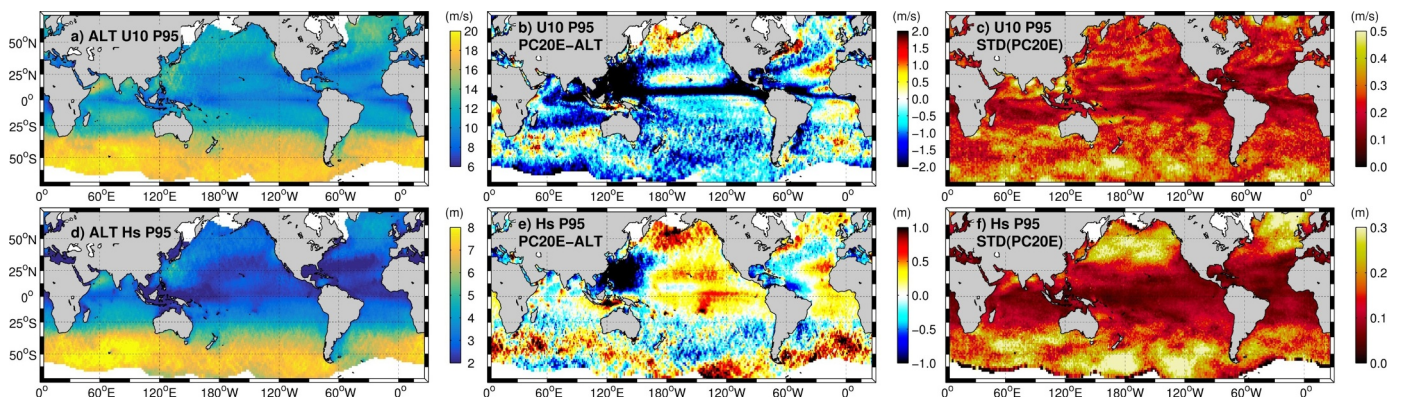 a) ALT U10 P95
(m/s)
20
18
16
14
12
10
8
6
50°N
25°N
0°
25°S
50°S
60°E
120°E
180°W
120°W
60°W
0°
b) U10 P95
PC20E−ALT
(m/s)
2.0
1.5
1.0
0.5
0.0
−0.5
−1.0
−1.5
−2.0
60°E
120°E
180°W
120°W
60°W
0°
c) U10 P95
STD(PC20E)
(m/s)
0.5
0.4
0.3
0.2
0.1
0.0
60°E
120°E
180°W
120°W
60°W
0°
d) ALT Hs P95
(m)
8
7
6
5
4
3
2
50°N
25°N
0°
25°S
50°S
60°E
120°E
180°W
120°W
60°W
0°
e) Hs P95
PC20E−ALT
(m)
1.0
0.5
0.0
−0.5
−1.0
60°E
120°E
180°W
120°W
60°W
0°
f) Hs P95
STD(PC20E)
(m)
0.3
0.2
0.1
0.0
60°E
120°E
180°W
120°W
60°W
0°